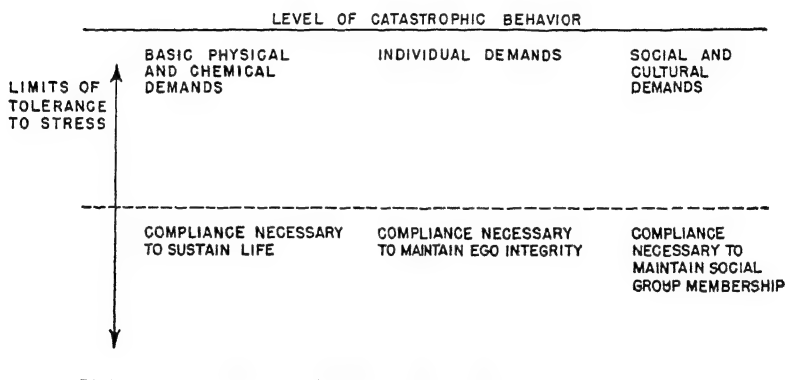 LEVEL OF CATASTROPHIC BEHAVIOR
LIMITS OF
TOLERANCE
TO STRESS
BASIC PHYSICAL
AND CHEMICAL
DEMANDS
INDIVIDUAL DEMANDS
SOCIAL AND
CULTURAL
DEMANDS
COMPLIANCE NECESSARY
TO SUSTAIN LIFE
COMPLIANCE NECESSARY
TO MAINTAIN EGO INTEGRITY
COMPLIANCE
NECESSARY TO
MAINTAIN SOCIAL
GROUP MEMBERSHIP